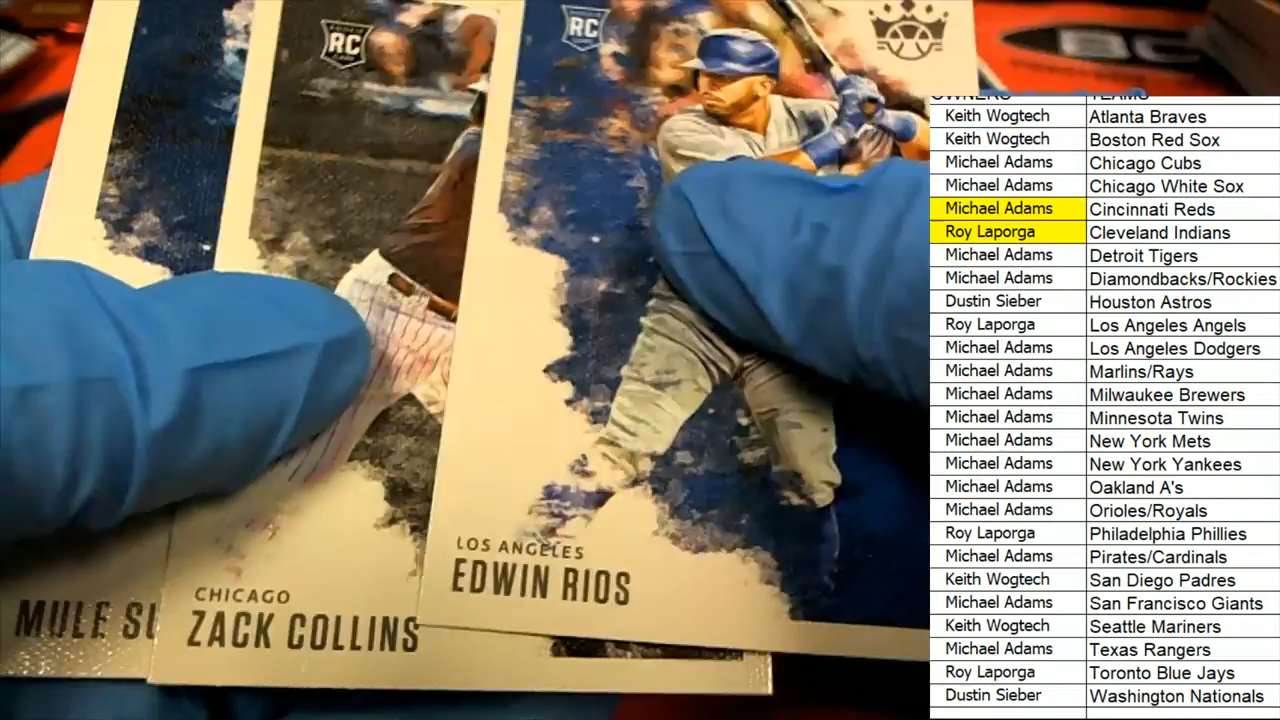 RC
RC
BC
LOS ANGELES
EDWIN RIOS
CHICAGO
ZACK COLLINS
MULE SU
OWNERS TEAMS
Keith Wogtech Atlanta Braves
Keith Wogtech Boston Red Sox
Michael Adams Chicago Cubs
Michael Adams Chicago White Sox
Michael Adams Cincinnati Reds
Roy Laporga Cleveland Indians
Michael Adams Detroit Tigers
Michael Adams Diamondbacks/Rockies
Dustin Sieber Houston Astros
Roy Laporga Los Angeles Angels
Michael Adams Los Angeles Dodgers
Michael Adams Marlins/Rays
Michael Adams Milwaukee Brewers
Michael Adams Minnesota Twins
Michael Adams New York Mets
Michael Adams New York Yankees
Michael Adams Oakland A's
Michael Adams Orioles/Royals
Roy Laporga Philadelphia Phillies
Michael Adams Pirates/Cardinals
Keith Wogtech San Diego Padres
Michael Adams San Francisco Giants
Keith Wogtech Seattle Mariners
Michael Adams Texas Rangers
Roy Laporga Toronto Blue Jays
Dustin Sieber Washington Nationals